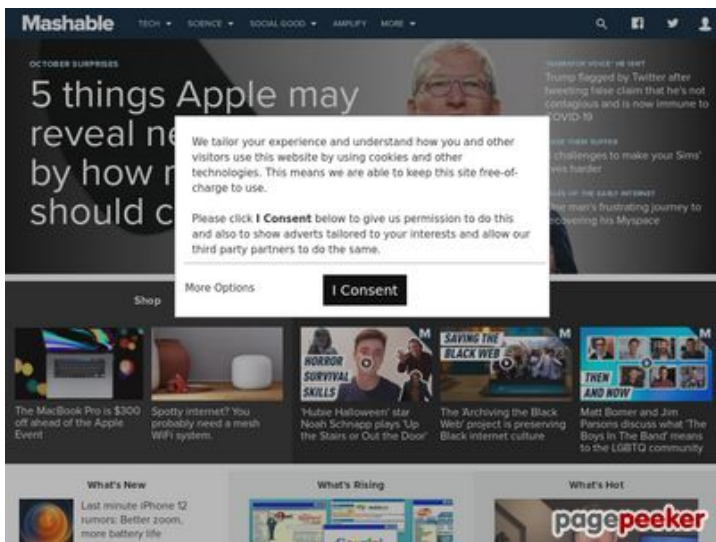 Mashable
TECH SCIENCE SOCIAL GOOD AMPLIFY MORE
OCTOBER SURPRISES
5 things Apple may
reveal ne
by how
should c
Trump flagged by Twitter after
tweeting false claim that he's not
contagious and is now immune to
COVID-19
challenges to make your Sims'
lives harder
man's frustrating journey to
recovering his Myspace
We tailor your experience and understand how you and other
visitors use this website by using cookies and other
technologies. This means we are able to keep this site free-of-
charge to use.
Please click I Consent below to give us permission to do this
and also to show adverts tailored to your interests and allow our
third party partners to do the same.
More Options
I Consent
Shop
HORROR
SURVIVAL
SKILLS
M
SAVING THE
BLACK WEB
M
THEN
AND NOW
M
The MacBook Pro is $300
off ahead of the Apple
Event
Spotty internet? You
probably need a mesh
WiFi system.
'Hubie Halloween' star
Noah Schnapp plays 'Up
the Stairs or Out the Door'
The 'Archiving the Black
Web' project is preserving
Black internet culture
Matt Bomer and Jim
Parsons discuss what 'The
Boys In The Band' means
to the LGBTQ community
What's New
What's Rising
What's Hot
Last minute iPhone 12
rumors: Better zoom,
more battery life
pagepeeker